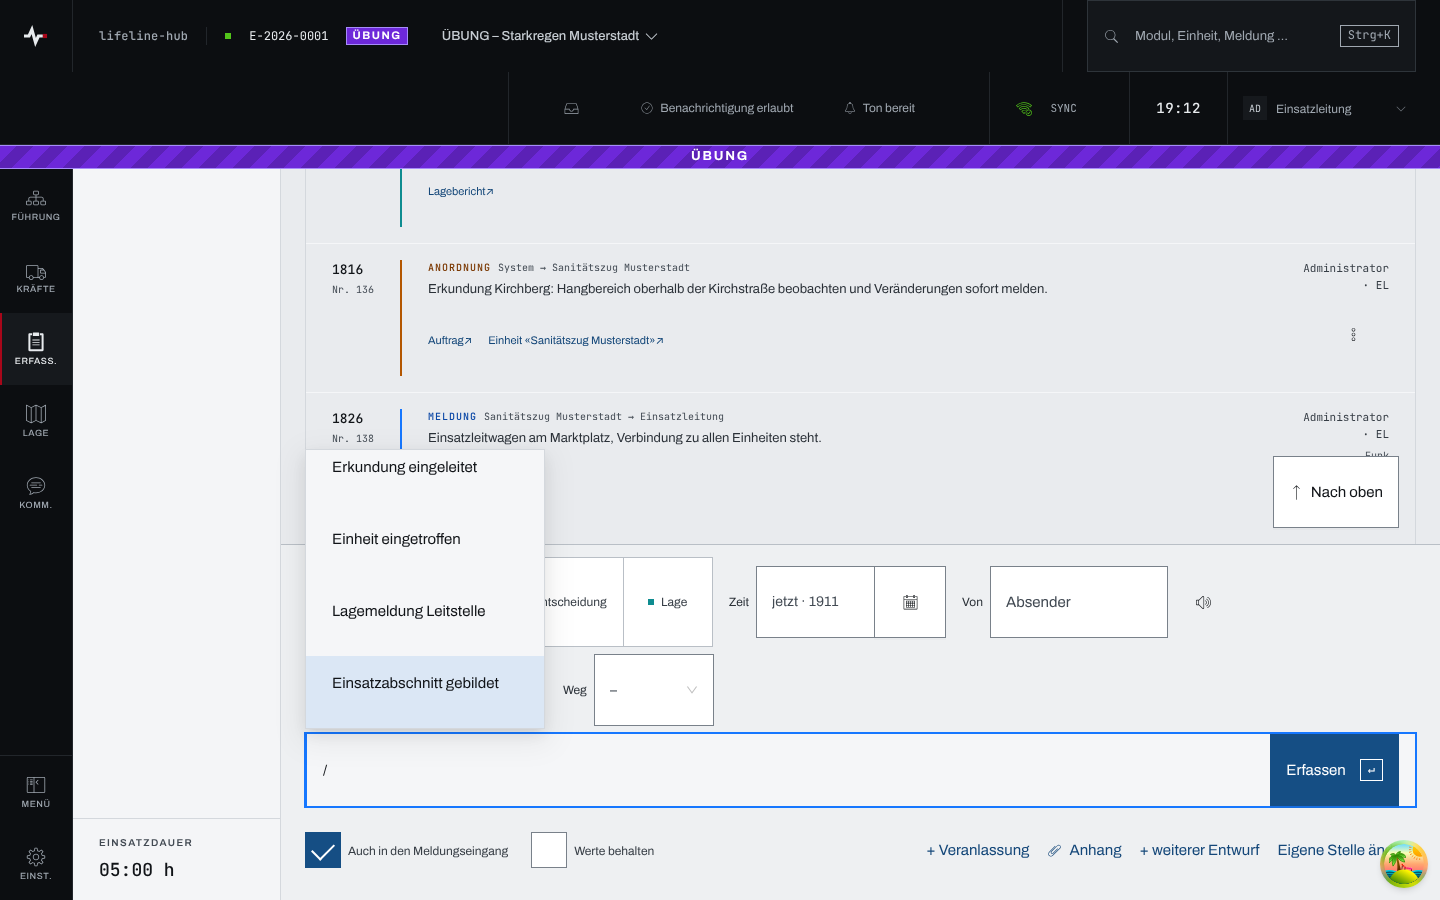 lifeline-hub
E-2026-0001
ÜBUNG
ÜBUNG – Starkregen Musterstadt
Modul, Einheit, Meldung ...
Strg+K
Benachrichtigung erlaubt
Ton bereit
SYNC
19:12
AD
Einsatzleitung
ÜBUNG
FÜHRUNG
KRÄFTE
ERFASS.
LAGE
KOMM.
MENÜ
EINST.
EINSATZDAUER
05:00 h
Lagebericht↗
1816
Nr. 136
ANORDNUNG System → Sanitätszug Musterstadt
Erkundung Kirchberg: Hangbereich oberhalb der Kirchstraße beobachten und Veränderungen sofort melden.
Auftrag↗ Einheit «Sanitätszug Musterstadt»↗
Administrator
· EL
1826
Nr. 138
MELDUNG Sanitätszug Musterstadt → Einsatzleitung
Einsatzleitwagen am Marktplatz, Verbindung zu allen Einheiten steht.
Administrator
· EL
Funk
Nach oben
Erkundung eingeleitet
Einheit eingetroffen
Lagemeldung Leitstelle
Einsatzabschnitt gebildet
ntscheidung
Lage
Zeit
jetzt · 1911
Von
Absender
Weg
–
/
Erfassen ↵
Auch in den Meldungseingang
Werte behalten
+ Veranlassung
Anhang
+ weiterer Entwurf
Eigene Stelle än